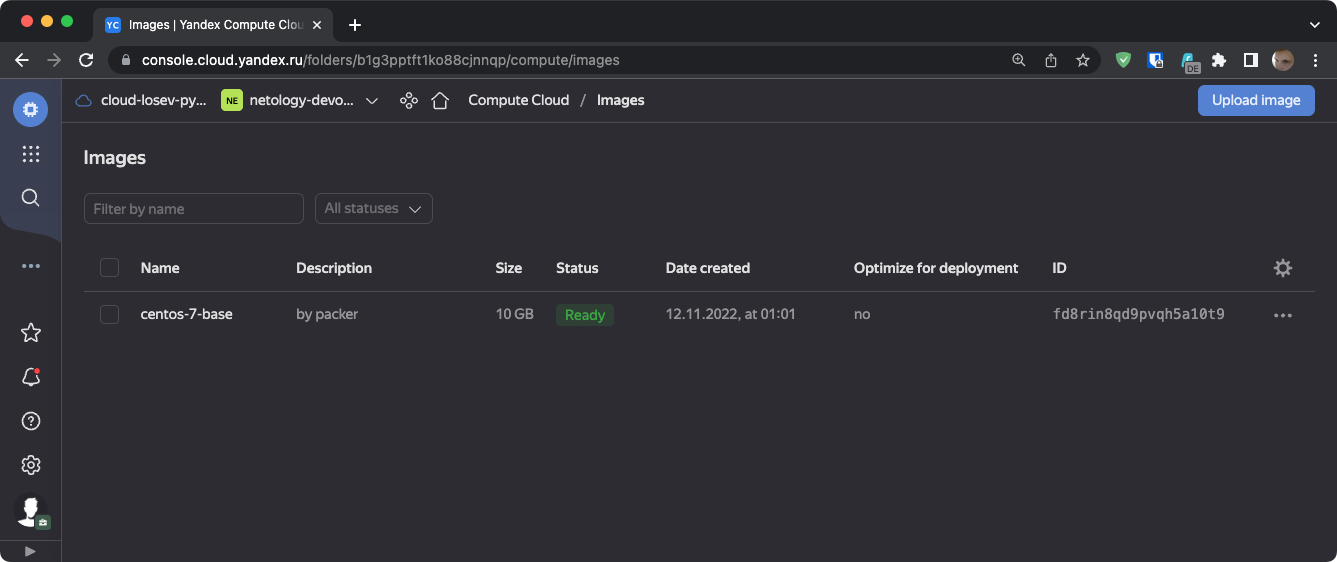 YC Images | Yandex Compute Clou
console.cloud.yandex.ru/folders/b1g3pptft1ko88cjnnqp/compute/images
DE
cloud-losev-py... NE netology-devo... Compute Cloud / Images Upload image
Images
Filter by name All statuses
Name Description Size Status Date created Optimize for deployment ID
centos-7-base by packer 10 GB Ready 12.11.2022, at 01:01 no fd8rin8qd9pvqh5a10t9